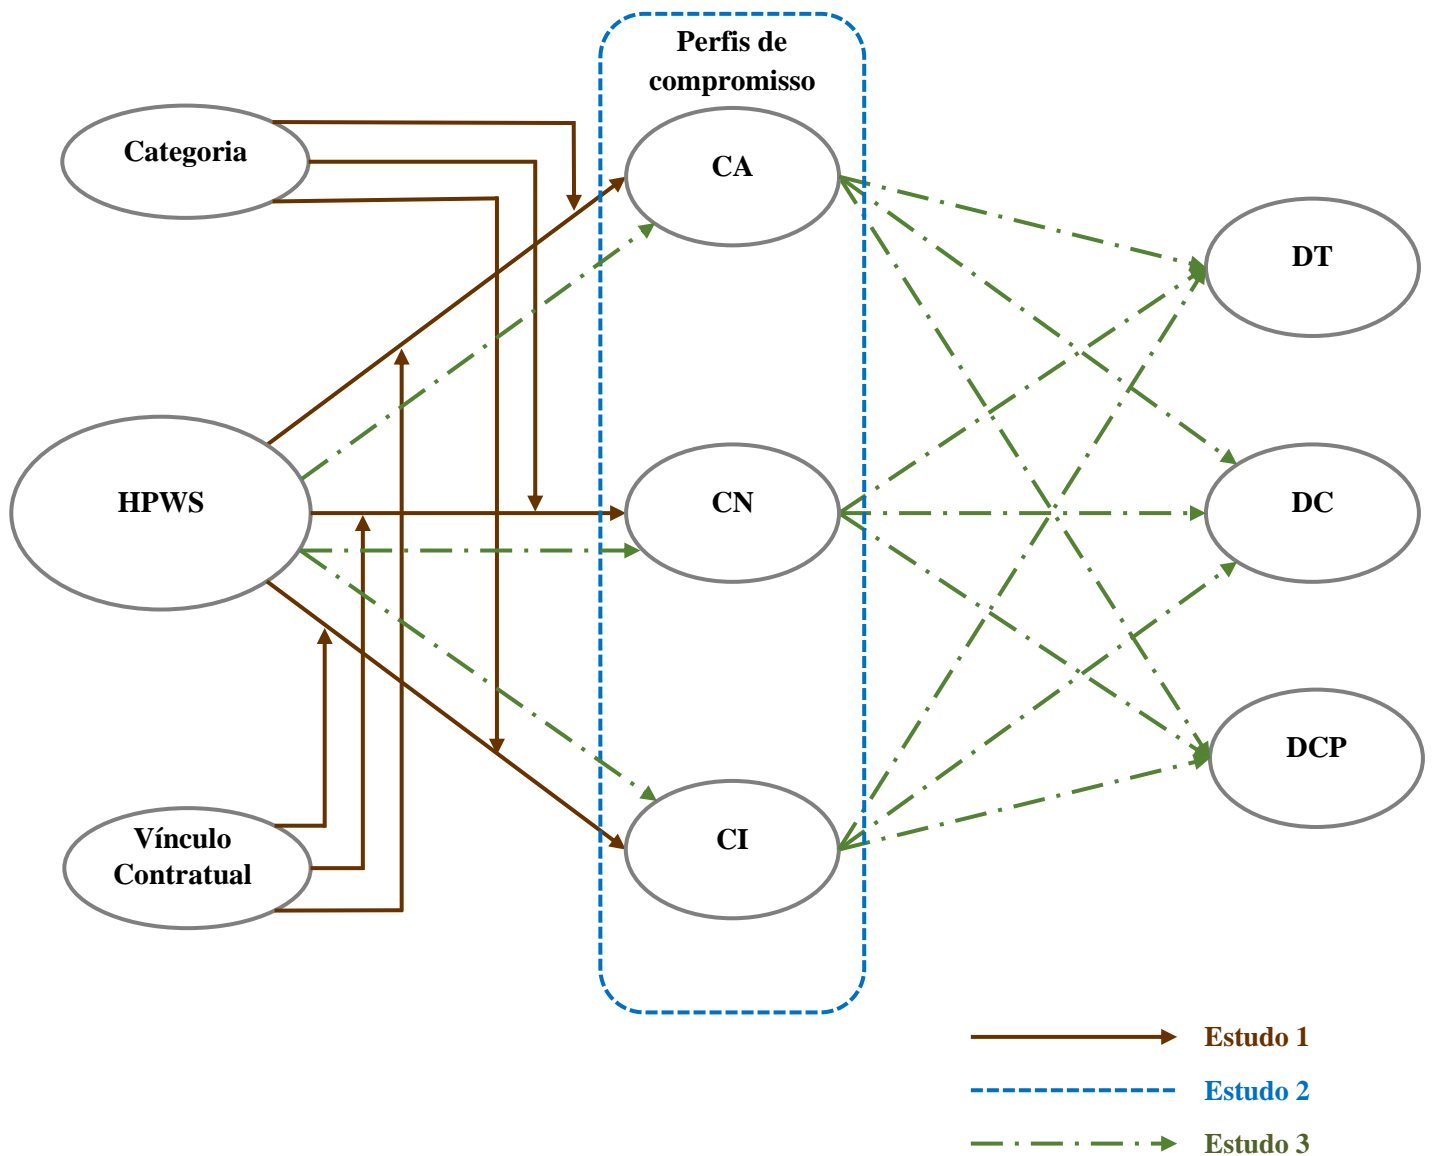 Perfis de
compromisso
Categoria
CA
DT
HPWS
CN
DC
DCP
Vínculo
Contratual
CI
Estudo 1
Estudo 2
Estudo 3